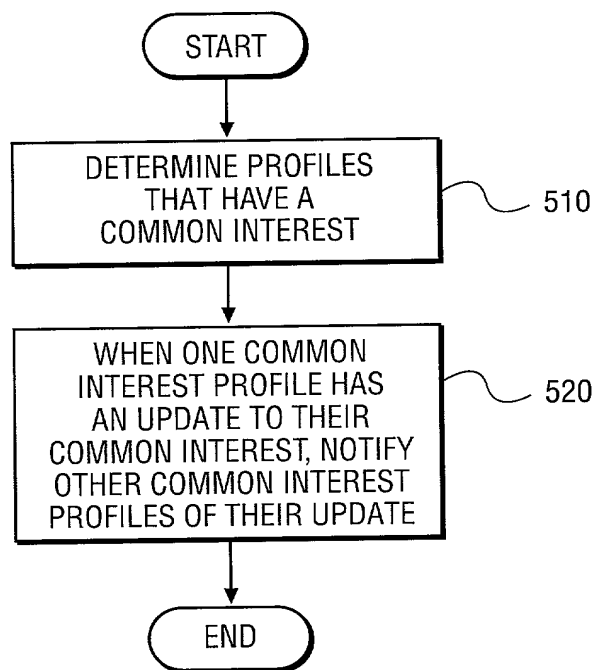 START
DETERMINE PROFILES
THAT HAVE A
COMMON INTEREST
510
WHEN ONE COMMON
INTEREST PROFILE HAS
AN UPDATE TO THEIR
COMMON INTEREST, NOTIFY
OTHER COMMON INTEREST
PROFILES OF THEIR UPDATE
520
END